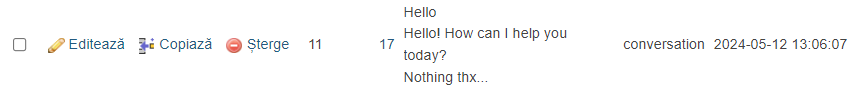 Hello
Hello! How can I help you
Editează Copiază Șterge 11 17 today? conversation 2024-05-12 13:06:07
Nothing thx...